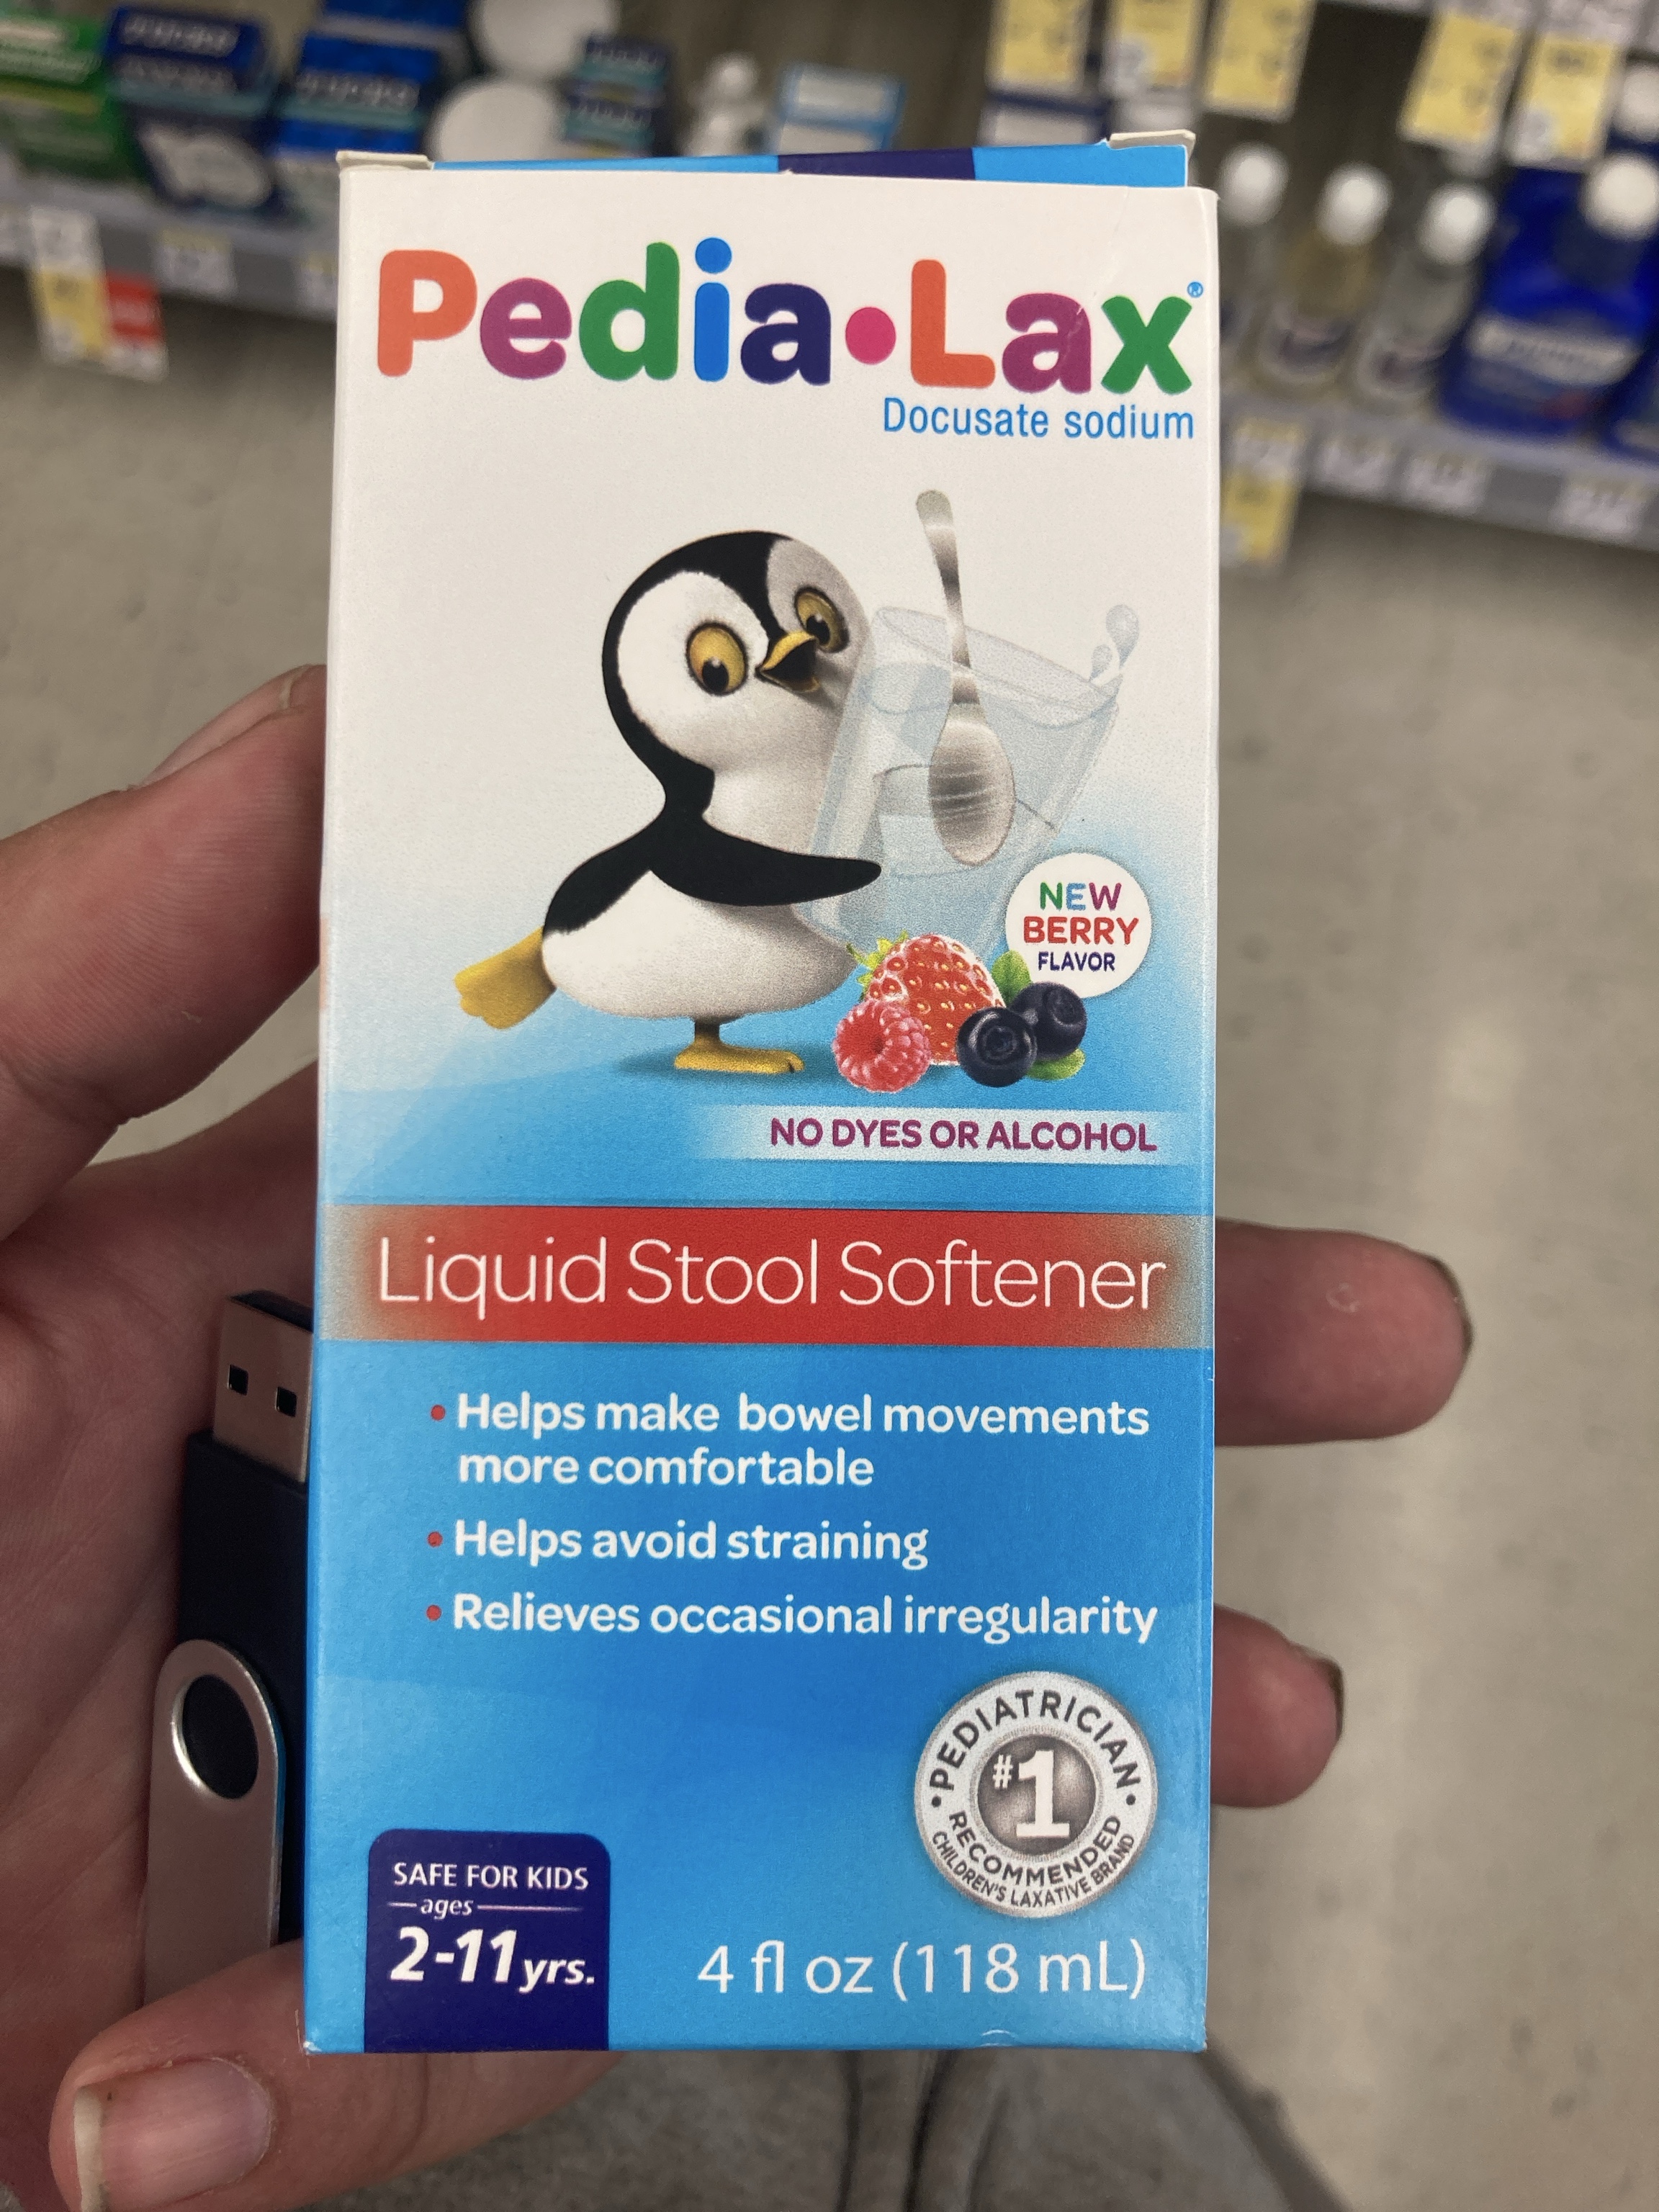 Pedia•Lax®
Docusate sodium
NEW
BERRY
FLAVOR
NO DYES OR ALCOHOL
Liquid Stool Softener
• Helps make bowel movements
more comfortable
• Helps avoid straining
• Relieves occasional irregularity
• PEDIATRICIAN •
#1
RECOMMENDED
CHILDREN'S LAXATIVE BRAND
SAFE FOR KIDS
ages
2-11 yrs.
4 fl oz (118 mL)